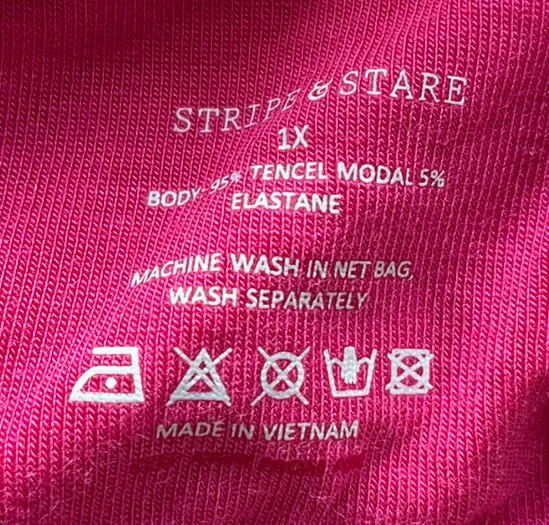 STRIPE & STARE
1X
BODY: 95% TENCEL MODAL 5%
ELASTANE
MACHINE WASH IN NET BAG,
WASH SEPARATELY
MADE IN VIETNAM